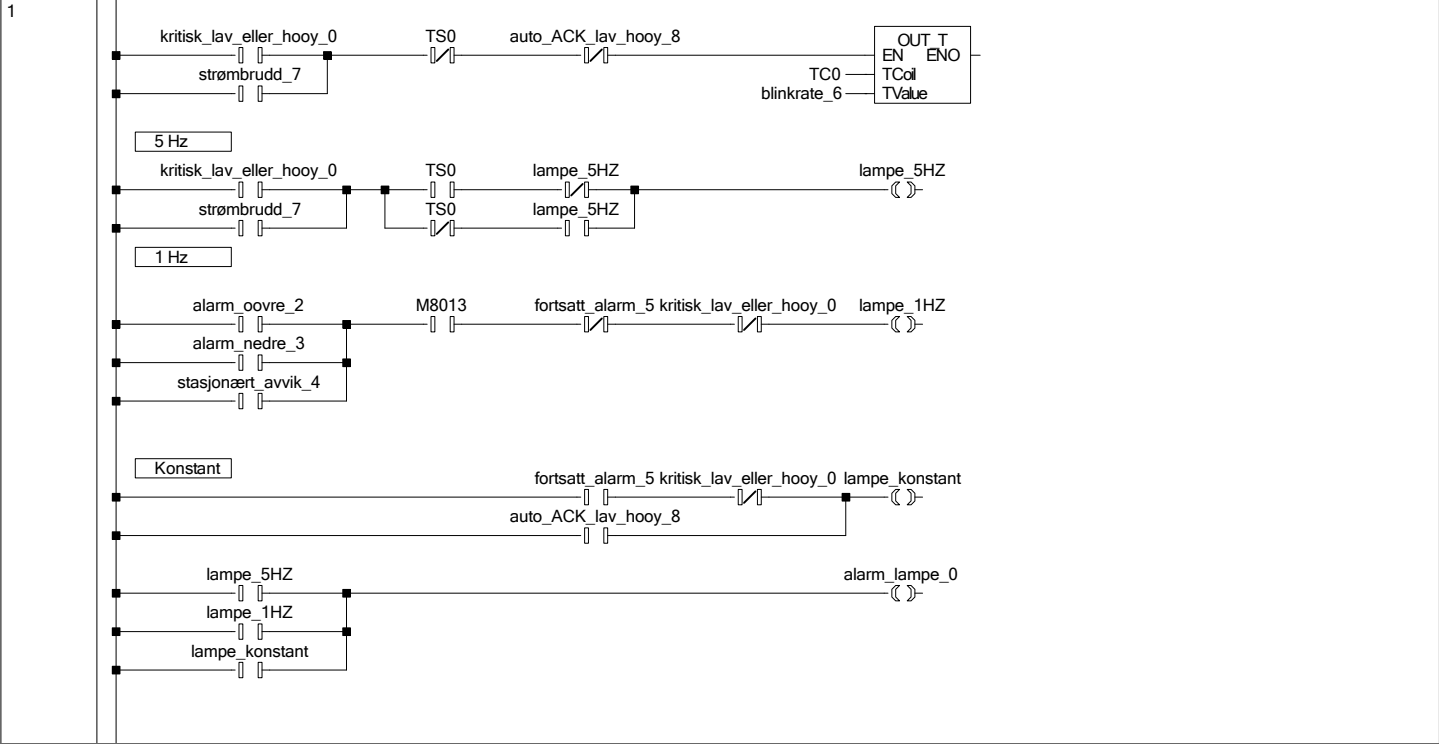 1
kritisk_lav_eller_hooy_0 TS0 auto_ACK_lav_hooy_8 OUT_T
EN ENO
strømbrudd_7 TC0 TCoil
blinkrate_6 TValue
5 Hz
kritisk_lav_eller_hooy_0 TS0 lampe_5HZ lampe_5HZ
strømbrudd_7 TS0 lampe_5HZ
1 Hz
alarm_oovre_2 M8013 fortsatt_alarm_5 kritisk_lav_eller_hooy_0 lampe_1HZ
alarm_nedre_3
stasjonært_avvik_4
Konstant
fortsatt_alarm_5 kritisk_lav_eller_hooy_0 lampe_konstant
auto_ACK_lav_hooy_8
lampe_5HZ alarm_lampe_0
lampe_1HZ
lampe_konstant